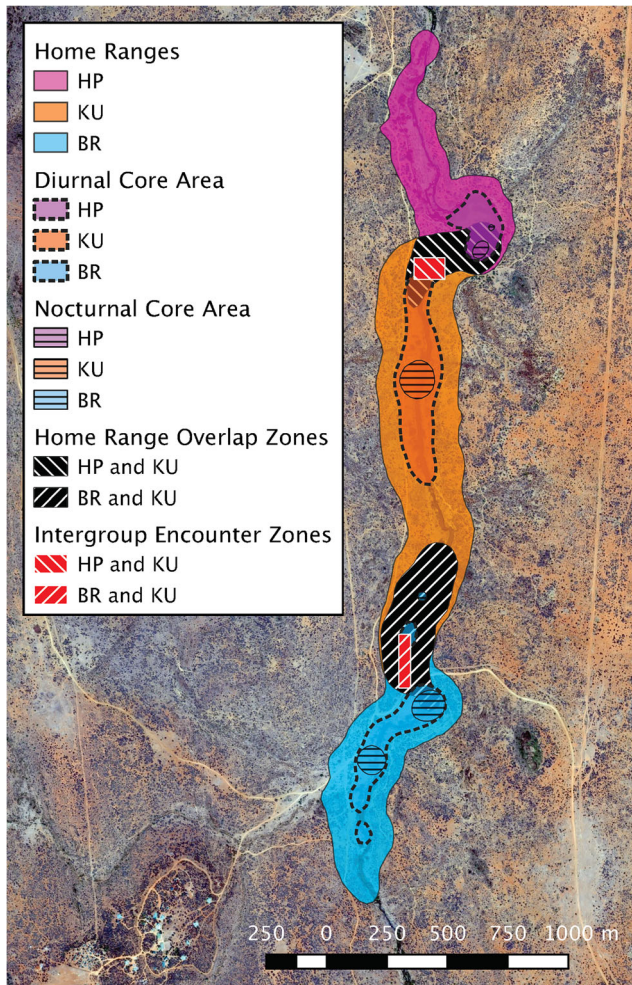 Home Ranges
HP
KU
BR
Diurnal Core Area
HP
KU
BR
Nocturnal Core Area
HP
KU
BR
Home Range Overlap Zones
HP and KU
BR and KU
Intergroup Encounter Zones
HP and KU
BR and KU
250 0 250 500 750 1000 m